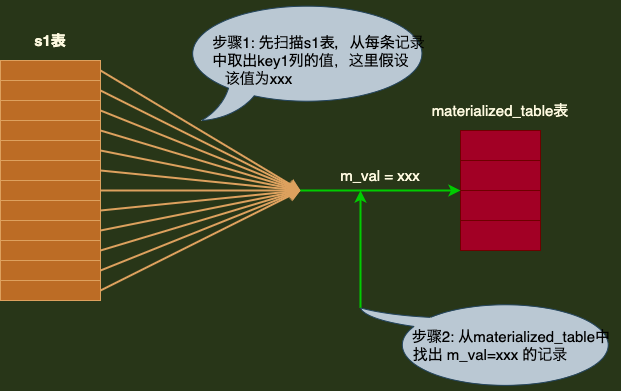 s1表
步骤1: 先扫描s1表，从每条记录
中取出key1列的值，这里假设
该值为xxx
materialized_table表
m_val = xxx
步骤2: 从materialized_table中
找出 m_val=xxx 的记录